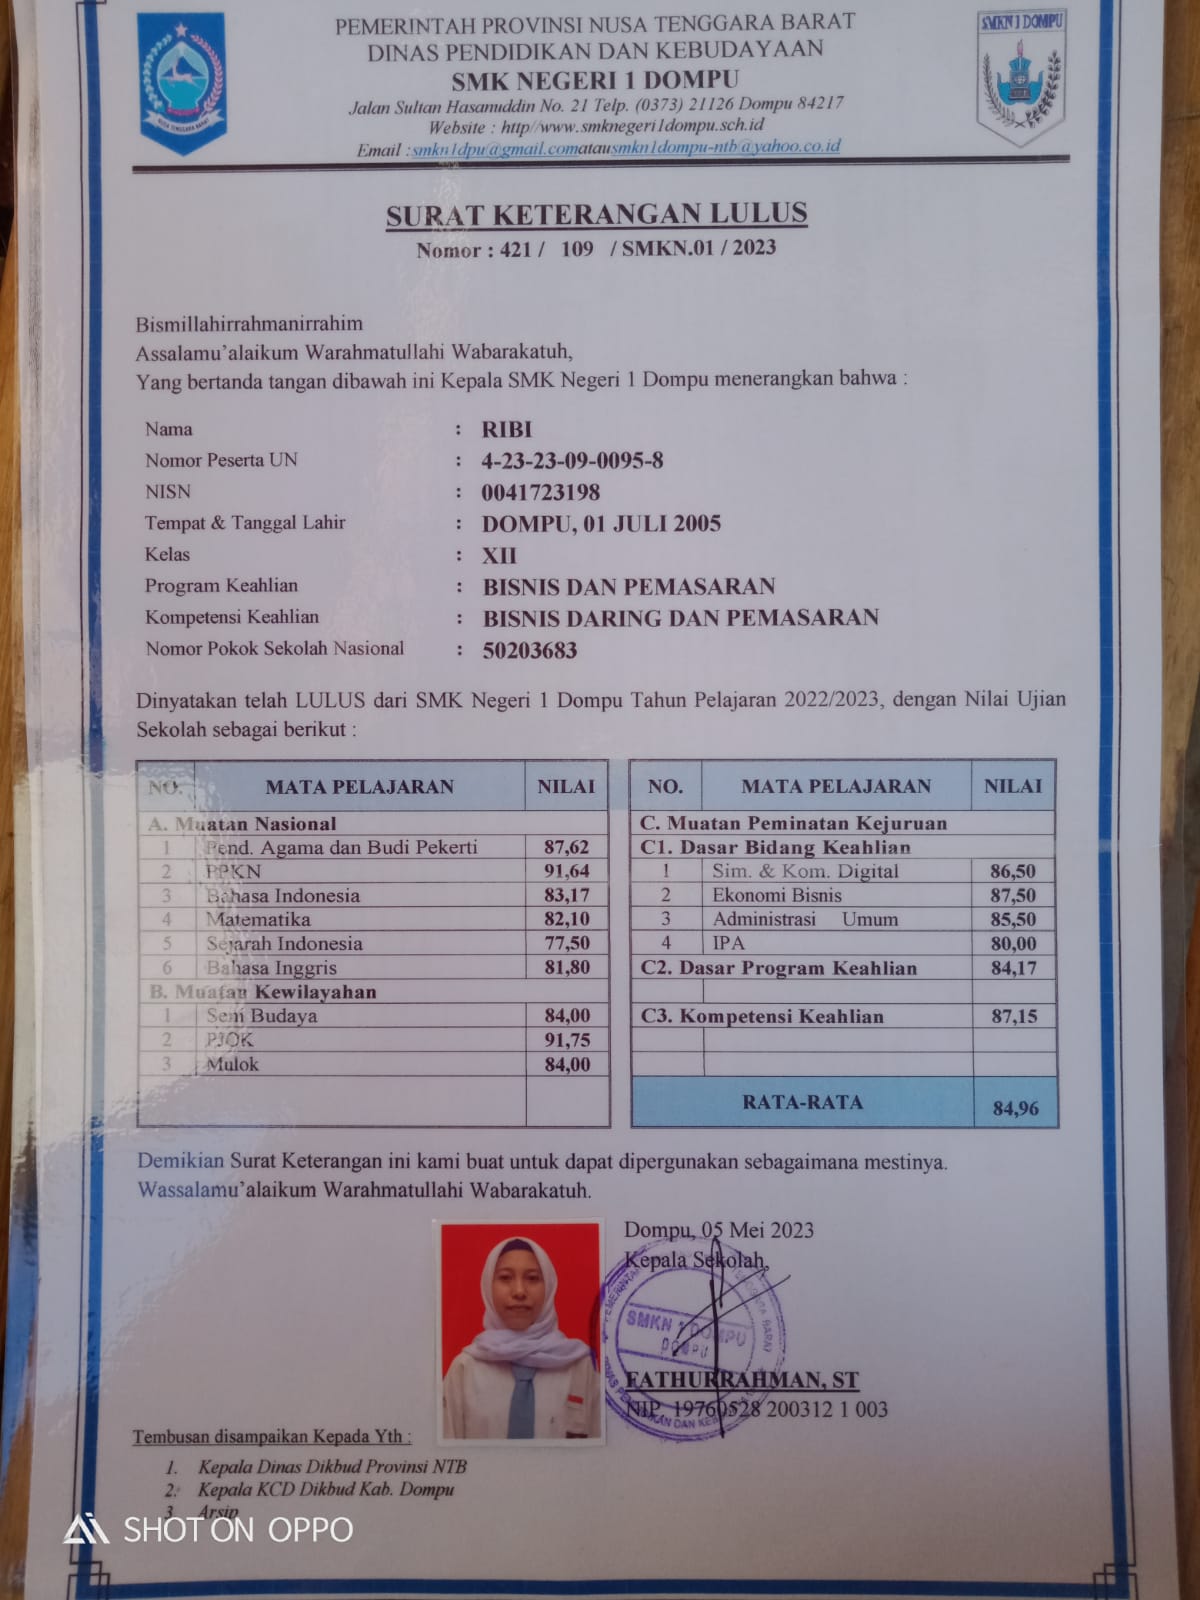 PEMERINTAH PROVINSI NUSA TENGGARA BARAT
DINAS PENDIDIKAN DAN KEBUDAYAAN
SMK NEGERI 1 DOMPU
Jalan Sultan Hasanuddin No. 21 Telp. (0373) 21126 Dompu 84217
Website : http//www.smknegeri1dompu.sch.id
Email :smkn1dpu@gmail.comatausmkn1dompu-ntb@yahoo.co.id
NUSA TENGGARA BARAT
SMKN 1 DOMPU
SURAT KETERANGAN LULUS
Nomor : 421 / 109 / SMKN.01 / 2023
Bismillahirrahmanirrahim
Assalamu’alaikum Warahmatullahi Wabarakatuh,
Yang bertanda tangan dibawah ini Kepala SMK Negeri 1 Dompu menerangkan bahwa :
Nama : RIBI
Nomor Peserta UN : 4-23-23-09-0095-8
NISN : 0041723198
Tempat & Tanggal Lahir : DOMPU, 01 JULI 2005
Kelas : XII
Program Keahlian : BISNIS DAN PEMASARAN
Kompetensi Keahlian : BISNIS DARING DAN PEMASARAN
Nomor Pokok Sekolah Nasional : 50203683
Dinyatakan telah LULUS dari SMK Negeri 1 Dompu Tahun Pelajaran 2022/2023, dengan Nilai Ujian
Sekolah sebagai berikut :
NO. MATA PELAJARAN NILAI
A. Muatan Nasional
1 Pend. Agama dan Budi Pekerti 87,62
2 PPKN 91,64
3 Bahasa Indonesia 83,17
4 Matematika 82,10
5 Sejarah Indonesia 77,50
6 Bahasa Inggris 81,80
B. Muatan Kewilayahan
1 Seni Budaya 84,00
2 PJOK 91,75
3 Mulok 84,00
NO. MATA PELAJARAN NILAI
C. Muatan Peminatan Kejuruan
C1. Dasar Bidang Keahlian
1 Sim. & Kom. Digital 86,50
2 Ekonomi Bisnis 87,50
3 Administrasi Umum 85,50
4 IPA 80,00
C2. Dasar Program Keahlian 84,17
C3. Kompetensi Keahlian 87,15
RATA-RATA 84,96
Demikian Surat Keterangan ini kami buat untuk dapat dipergunakan sebagaimana mestinya.
Wassalamu’alaikum Warahmatullahi Wabarakatuh.
Dompu, 05 Mei 2023
Kepala Sekolah,
SMKN 1 DOMPU
DOMPU
FATHURRAHMAN, ST
NIP. 19760528 200312 1 003
Tembusan disampaikan Kepada Yth :
1. Kepala Dinas Dikbud Provinsi NTB
2. Kepala KCD Dikbud Kab. Dompu
3. Arsip
SHOT ON OPPO